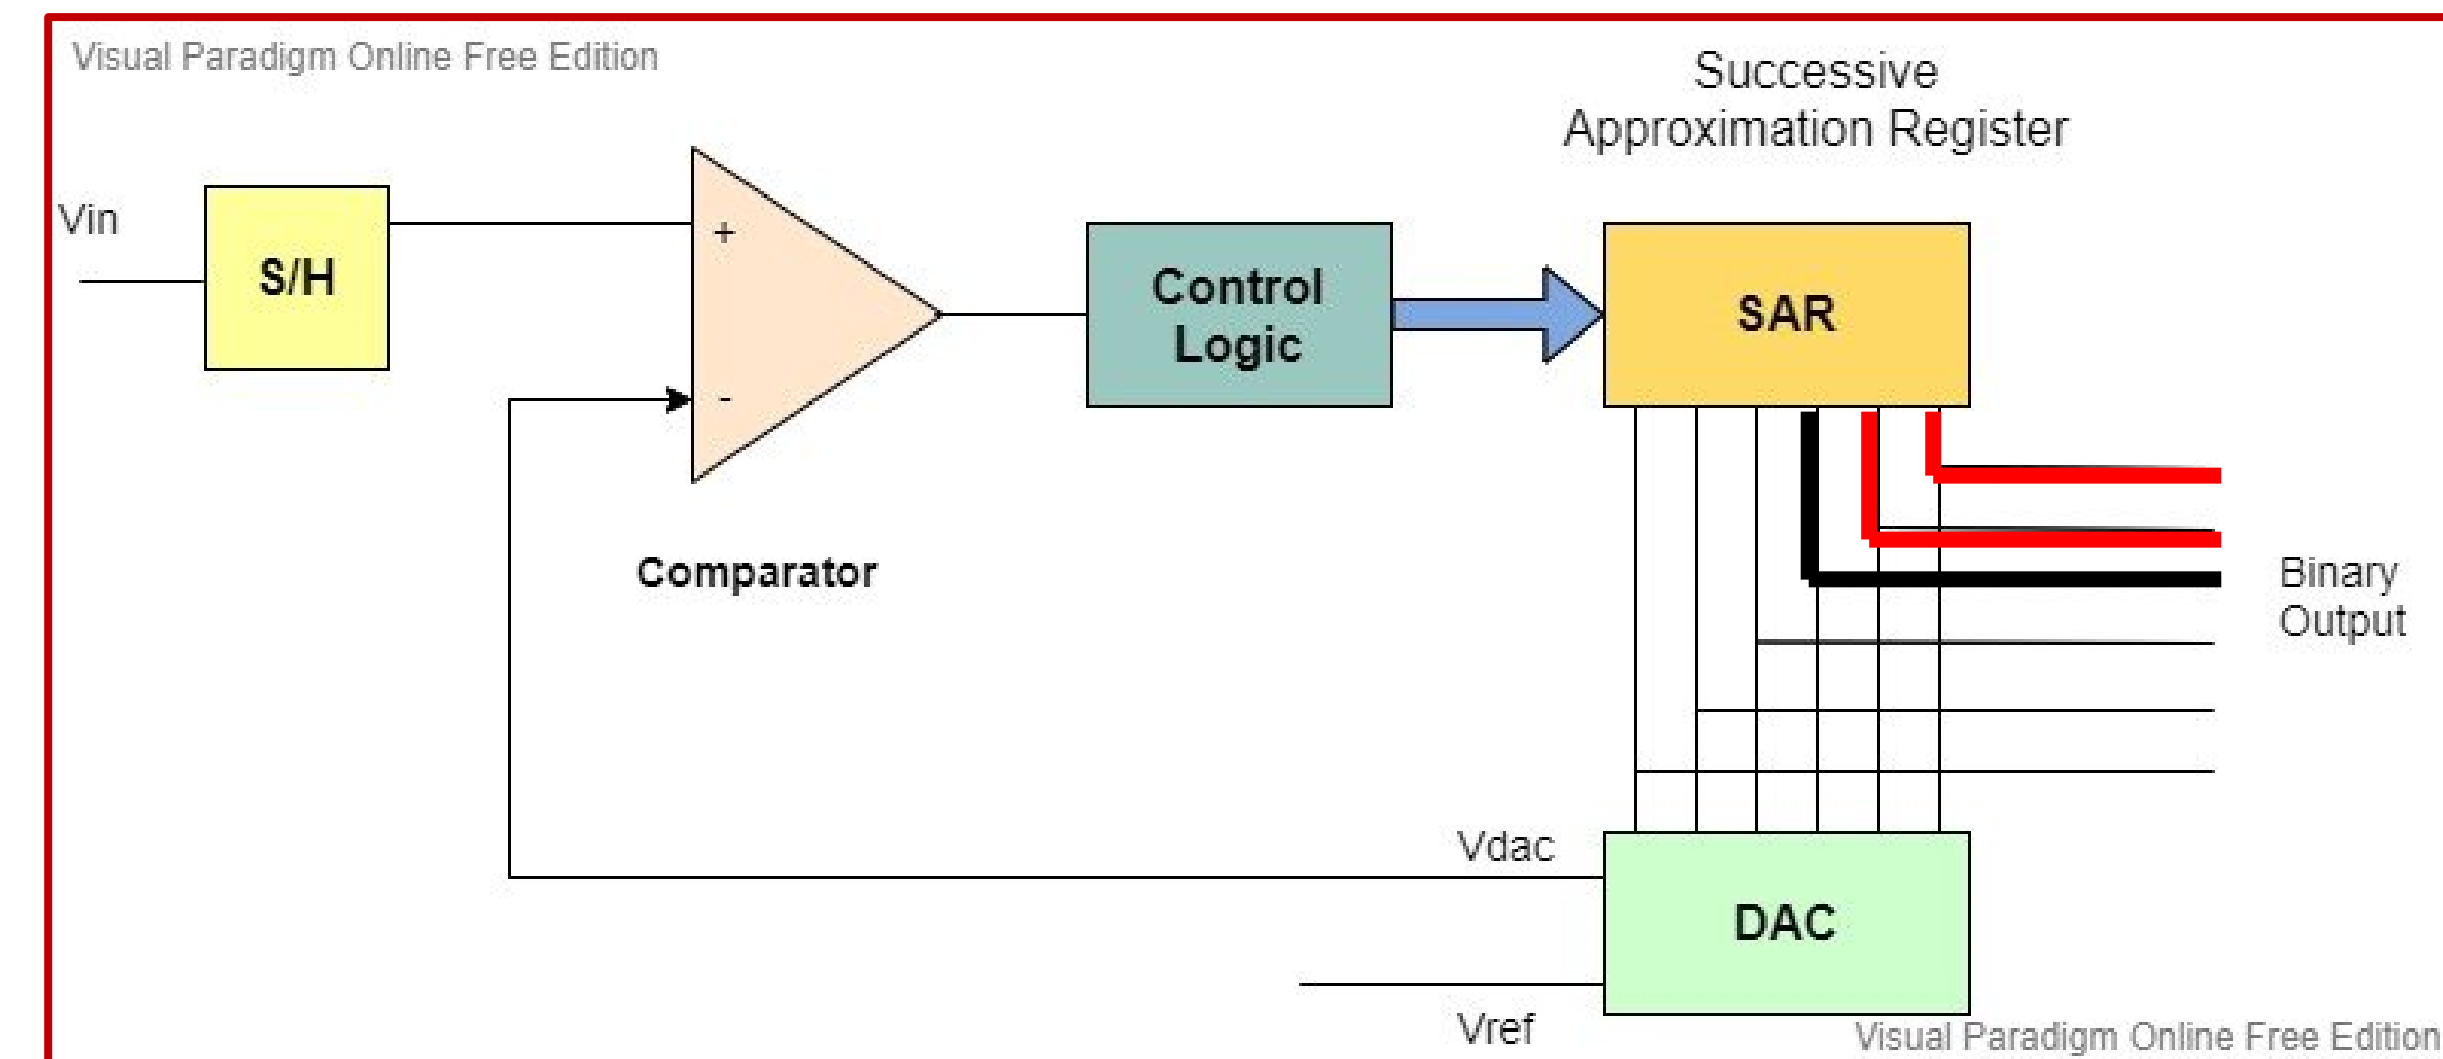 Visual Paradigm Online Free Edition
Successive
Approximation Register
Vin
S/H
+
-
Control
Logic
SAR
Comparator
Binary
Output
Vdac
DAC
Vref
Visual Paradigm Online Free Edition